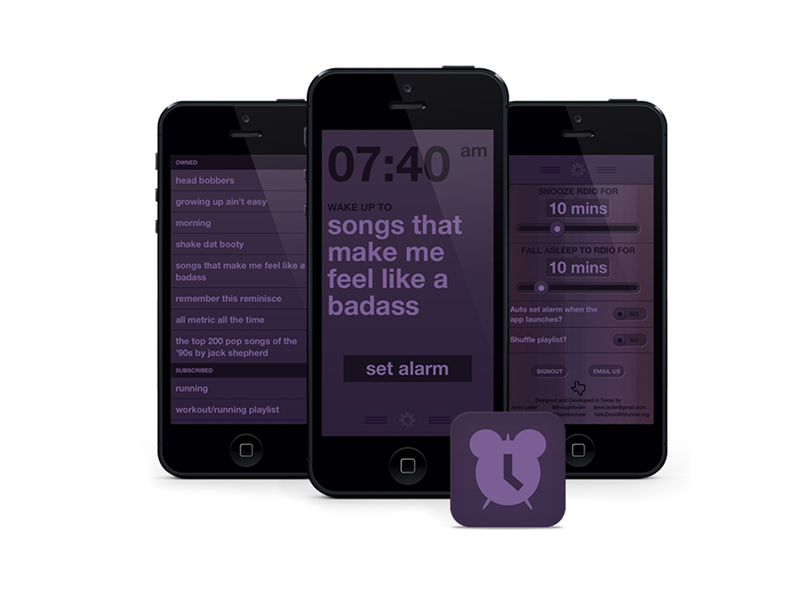 OWNED
head bobbers
growing up ain't easy
morning
shake dat booty
songs that make me feel like a
badass
remember this reminisce
all metric all the time
the top 200 pop songs of the
'90s by jack shepherd
SUBSCRIBED
running
workout/running playlist
07:40 am
WAKE UP TO
songs that
make me
feel like a
badass
set alarm
SNOOZE RDIO FOR
10 mins
FALL ASLEEP TO RDIO FOR
10 mins
Auto set alarm when the
app launches?
NO
Shuffle playlist?
NO
SIGNOUT
EMAIL US
Designed and Developed in Texas by